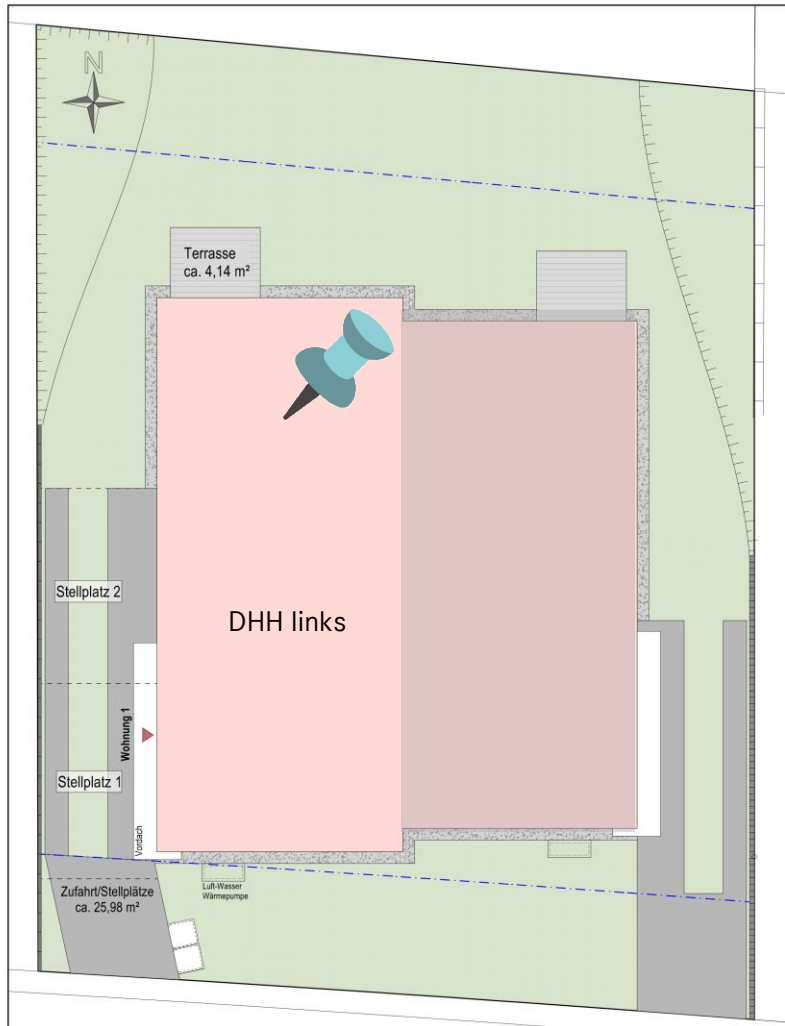 N
Terrasse
ca. 4,14 m²
DHH links
Stellplatz 2
Wohnung 1
Stellplatz 1
Vordach
Zufahrt/Stellplätze
ca. 25,98 m²
Luft-Wasser
Wärmepumpe